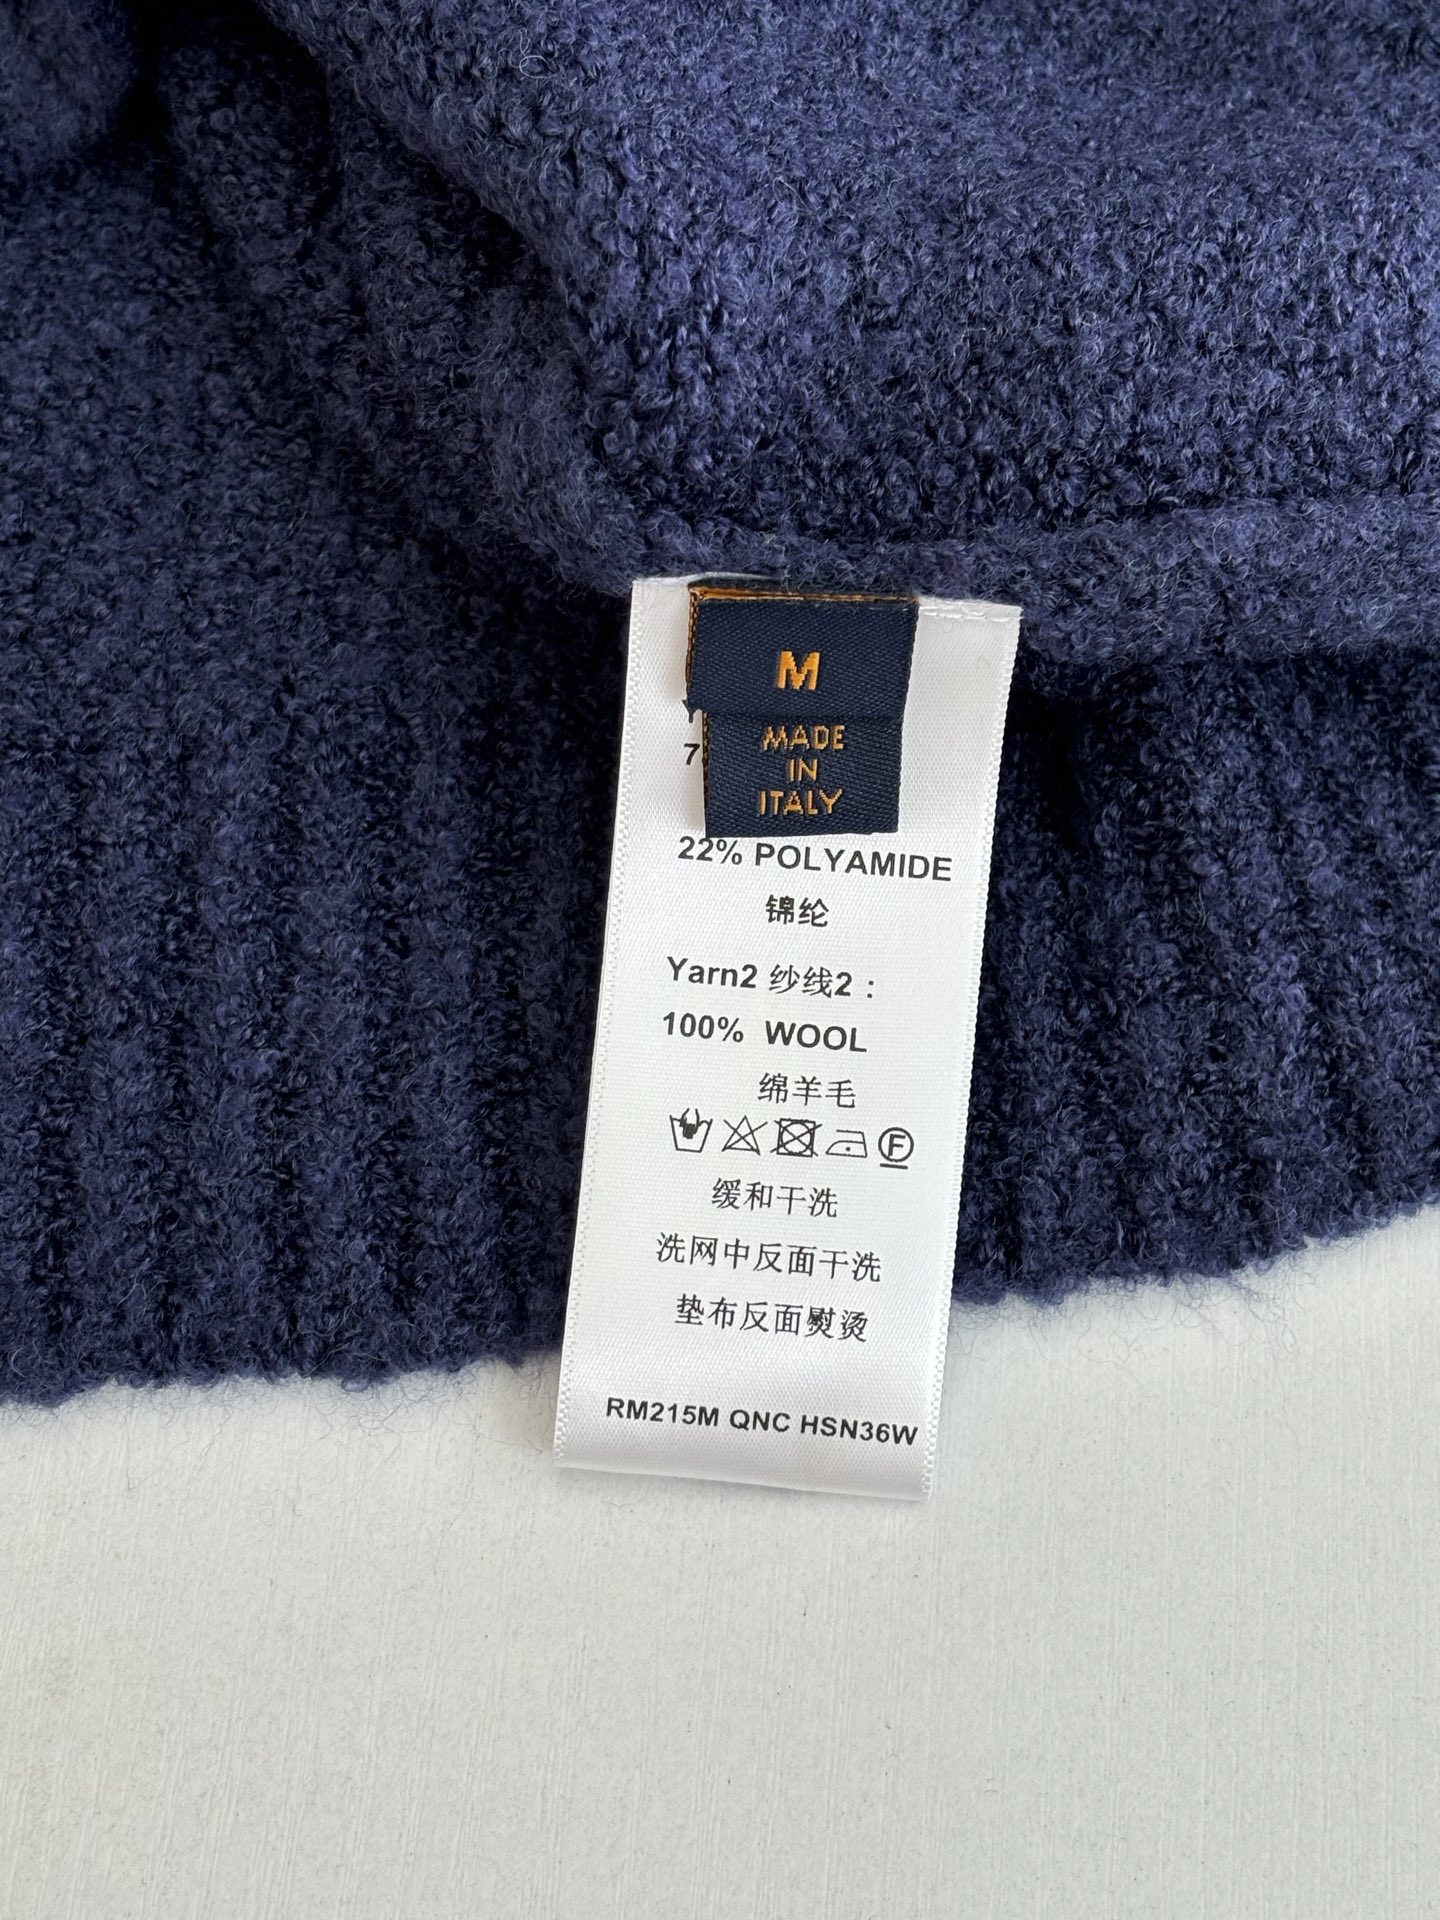 M
MADE
IN
ITALY
22% POLYAMIDE
锦纶
Yarn2 纱线2：
100% WOOL
绵羊毛
F
缓和干洗
洗网中反面干洗
垫布反面熨烫
RM215M QNC HSN36W